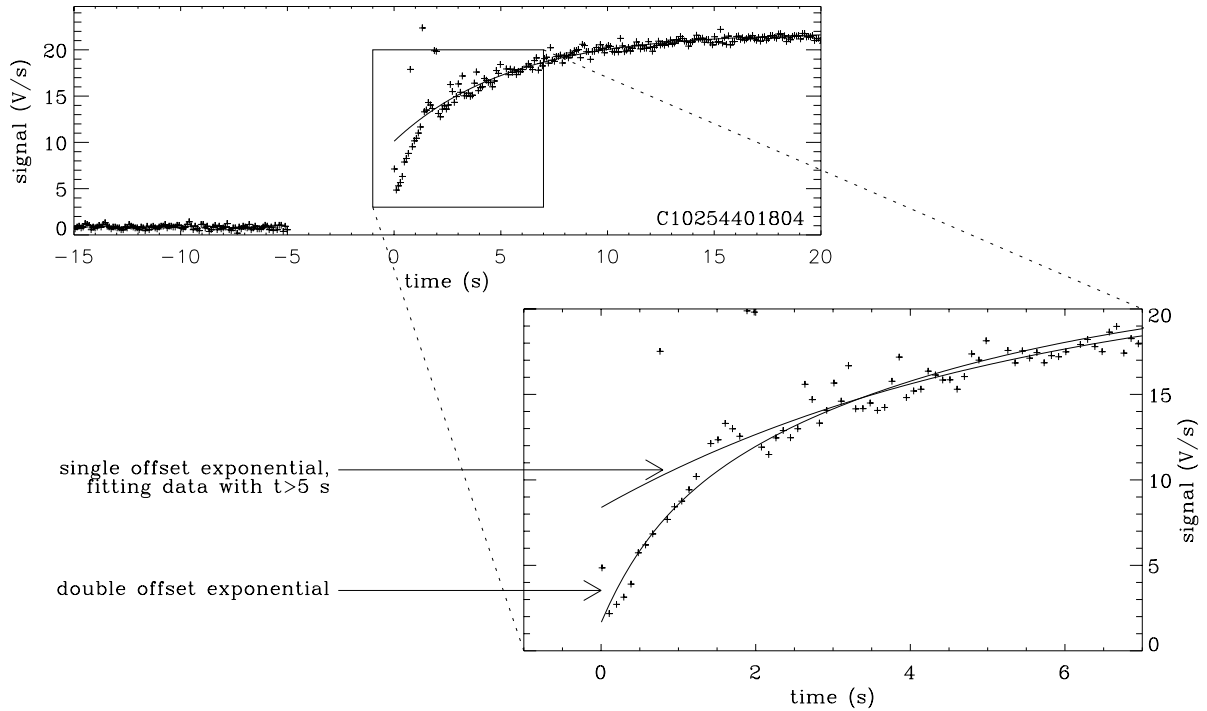 signal (V/s)
20
15
10
5
0
C10254401804
−15
−10
−5
0
5
10
15
20
time (s)
single offset exponential,
fitting data with t>5 s
double offset exponential
20
15
10
5
0
signal (V/s)
0
2
4
6
time (s)